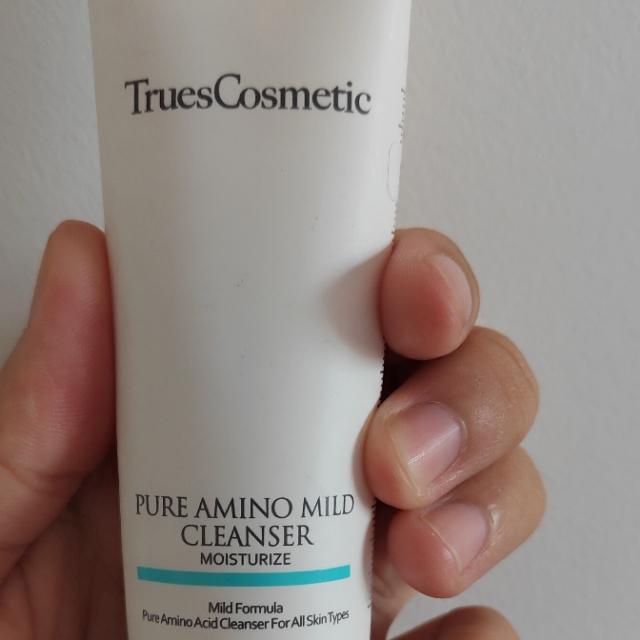 TruesCosmetic
PURE AMINO MILD
CLEANSER
MOISTURIZE
Mild Formula
Pure Amino Acid Cleanser For All Skin Types